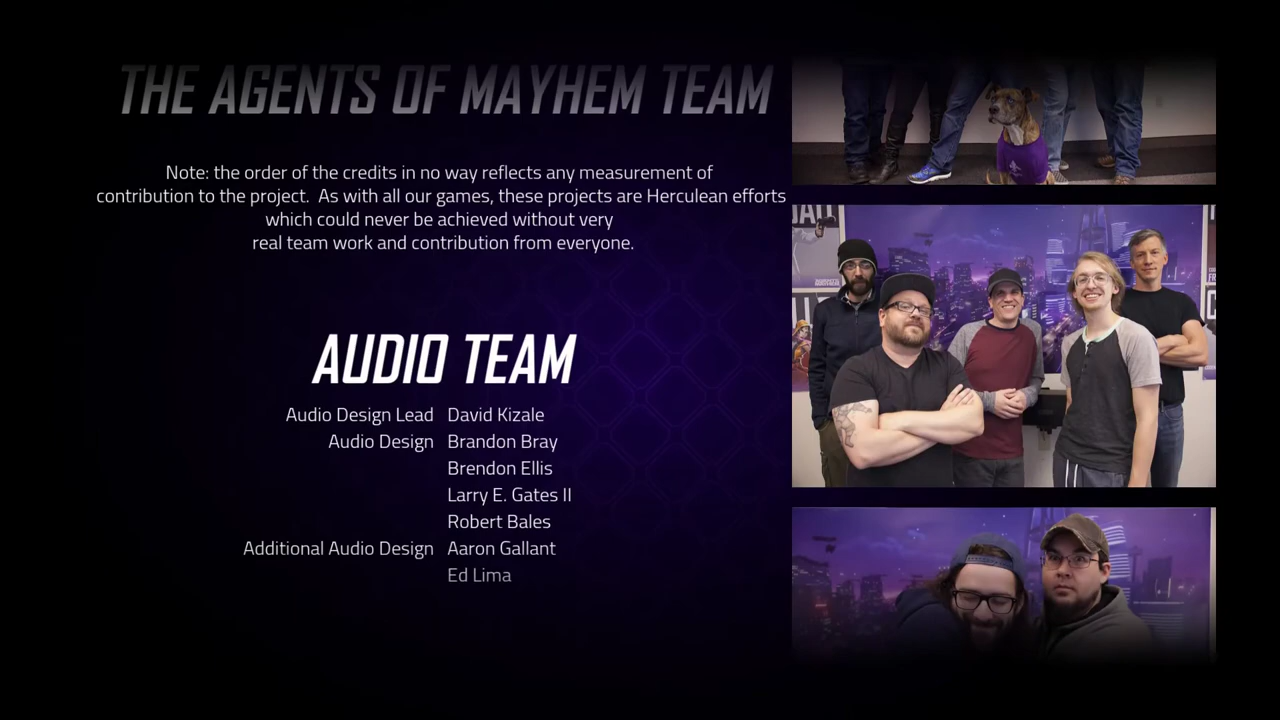 THE AGENTS OF MAYHEM TEAM
Note: the order of the credits in no way reflects any measurement of
contribution to the project.  As with all our games, these projects are Herculean efforts
which could never be achieved without very
real team work and contribution from everyone.
AUDIO TEAM
Audio Design Lead David Kizale
Audio Design Brandon Bray
Brendon Ellis
Larry E. Gates II
Robert Bales
Additional Audio Design Aaron Gallant
Ed Lima